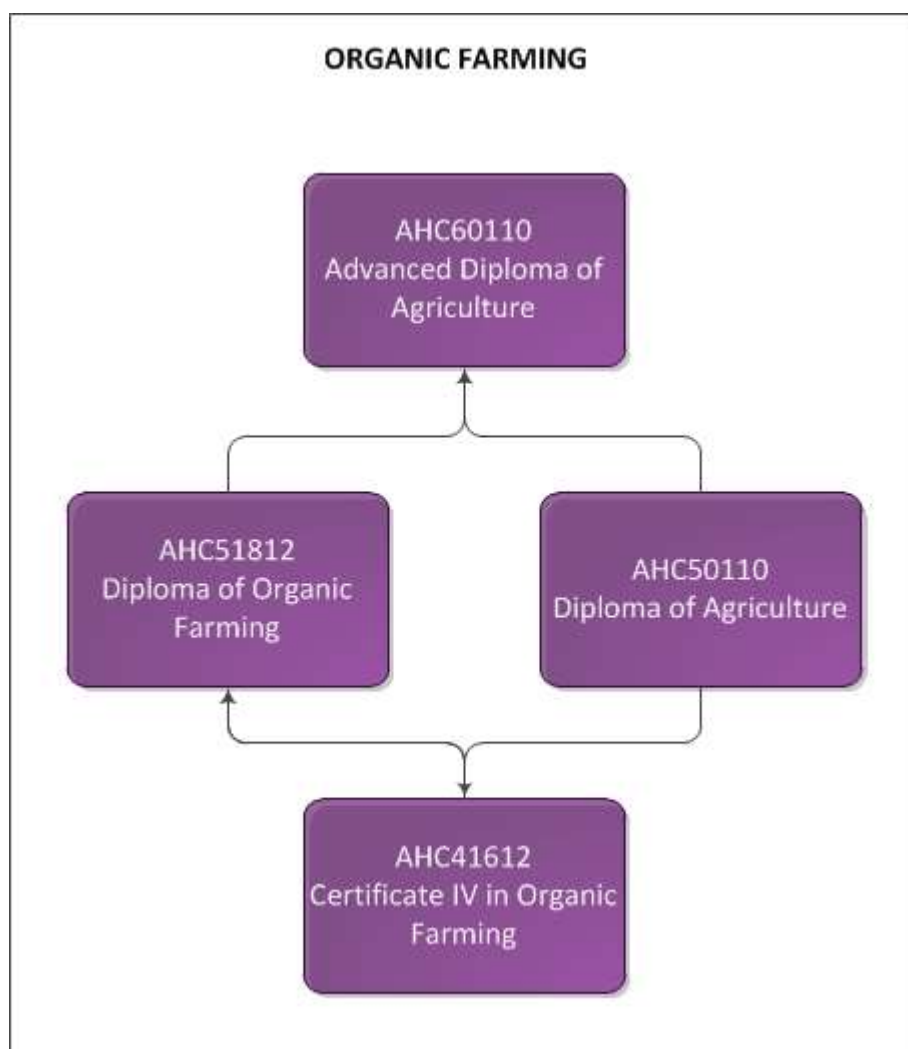 ORGANIC FARMING
AHC60110
Advanced Diploma of
Agriculture
AHC51812
Diploma of Organic
Farming
AHC50110
Diploma of Agriculture
AHC41612
Certificate IV in Organic
Farming